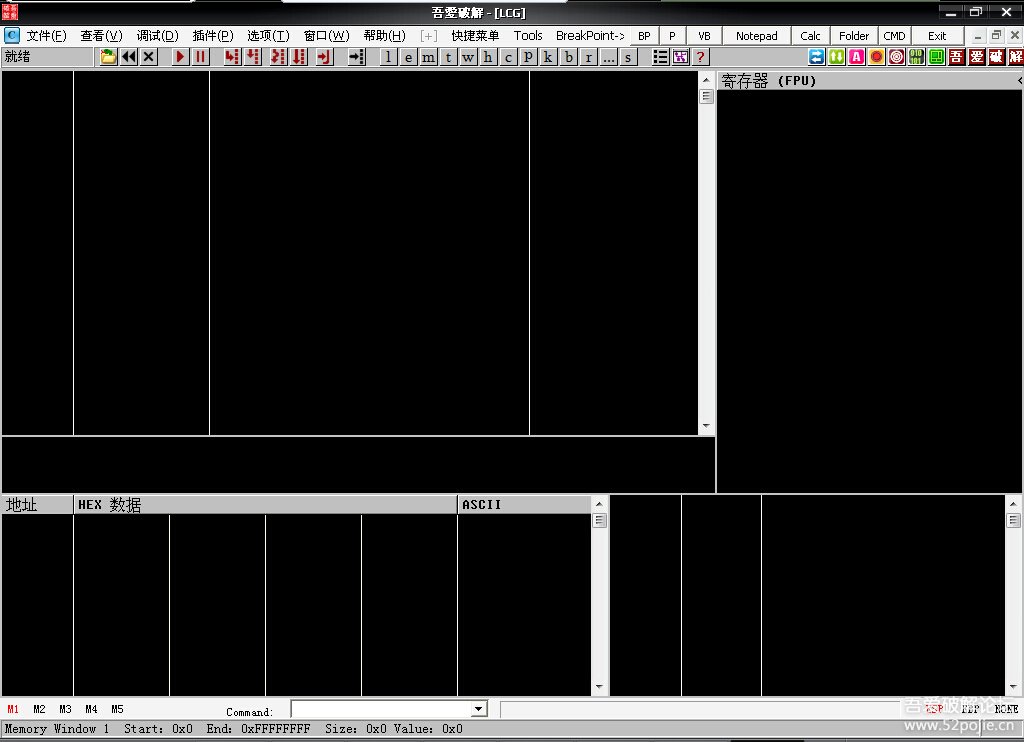 吾愛破解 - [LCG]
C 文件(F) 查看(V) 调试(D) 插件(P) 选项(T) 窗口(W) 帮助(H) [+] 快捷菜单 Tools BreakPoint-> BP P VB Notepad Calc Folder CMD Exit
就绪 l e m t w h c p k b r ... s ? A 吾 爱 破 解
寄存器 (FPU) <
地址 HEX 数据 ASCII
M1 M2 M3 M4 M5 Command: EBP NONE
Memory Window 1 Start: 0x0 End: 0xFFFFFFFF Size: 0x0 Value: 0x0
吾爱破解论坛
www.52pojie.cn